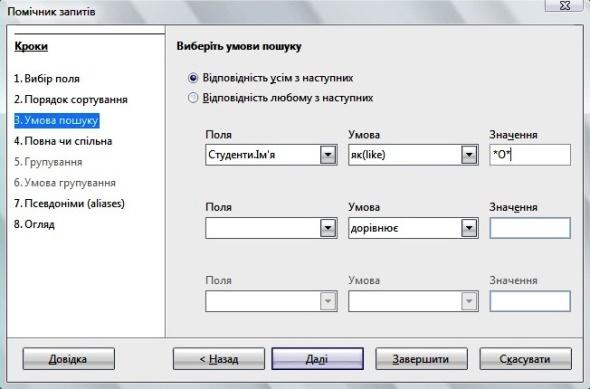 Помічник запитів
Кроки
1. Вибір поля
2. Порядок сортування
3. Умова пошуку
4. Повна чи спільна
5. Групування
6. Умова групування
7. Псевдоніми (aliases)
8. Огляд
Виберіть умови пошуку
Відповідність усім з наступних
Відповідність любому з наступних
Поля Умова Значення
Студенти.Ім'я як(like) *О*
Поля Умова Значення
дорівнює
Поля Умова Значення
Довідка < Назад Далі Завершити Скасувати